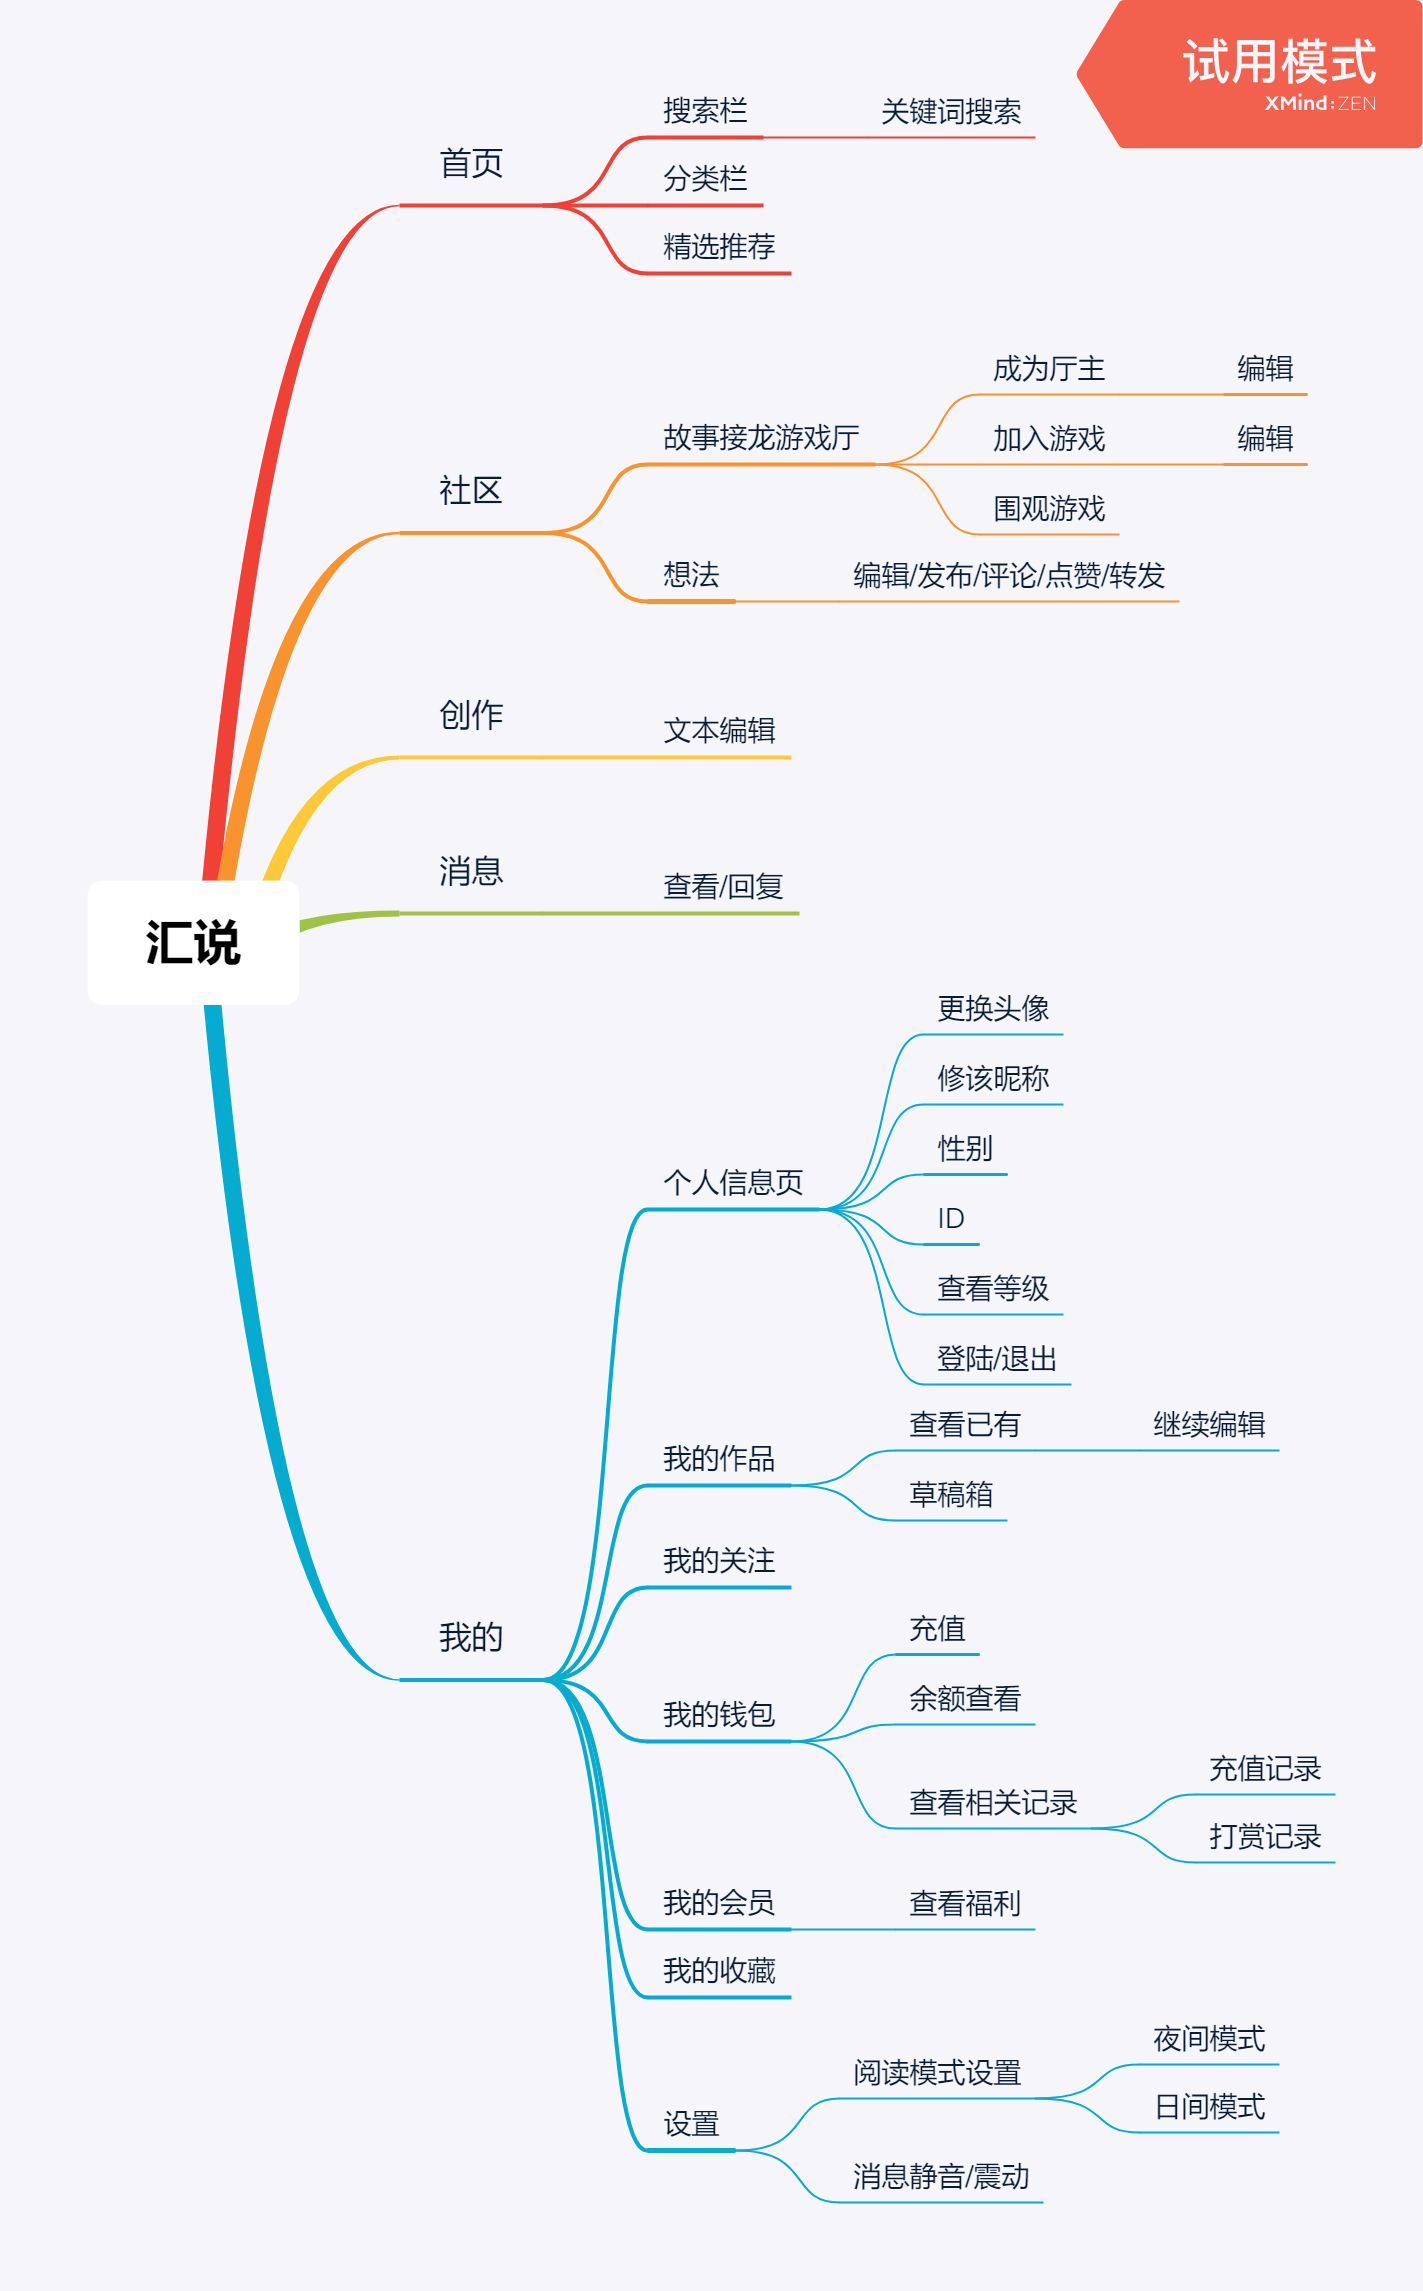 试用模式
XMind:ZEN
汇说
首页
搜索栏
关键词搜索
分类栏
精选推荐
社区
故事接龙游戏厅
成为厅主
编辑
加入游戏
编辑
围观游戏
想法
编辑/发布/评论/点赞/转发
创作
文本编辑
消息
查看/回复
我的
个人信息页
更换头像
修该昵称
性别
ID
查看等级
登陆/退出
我的作品
查看已有
继续编辑
草稿箱
我的关注
我的钱包
充值
余额查看
查看相关记录
充值记录
打赏记录
我的会员
查看福利
我的收藏
设置
阅读模式设置
夜间模式
日间模式
消息静音/震动